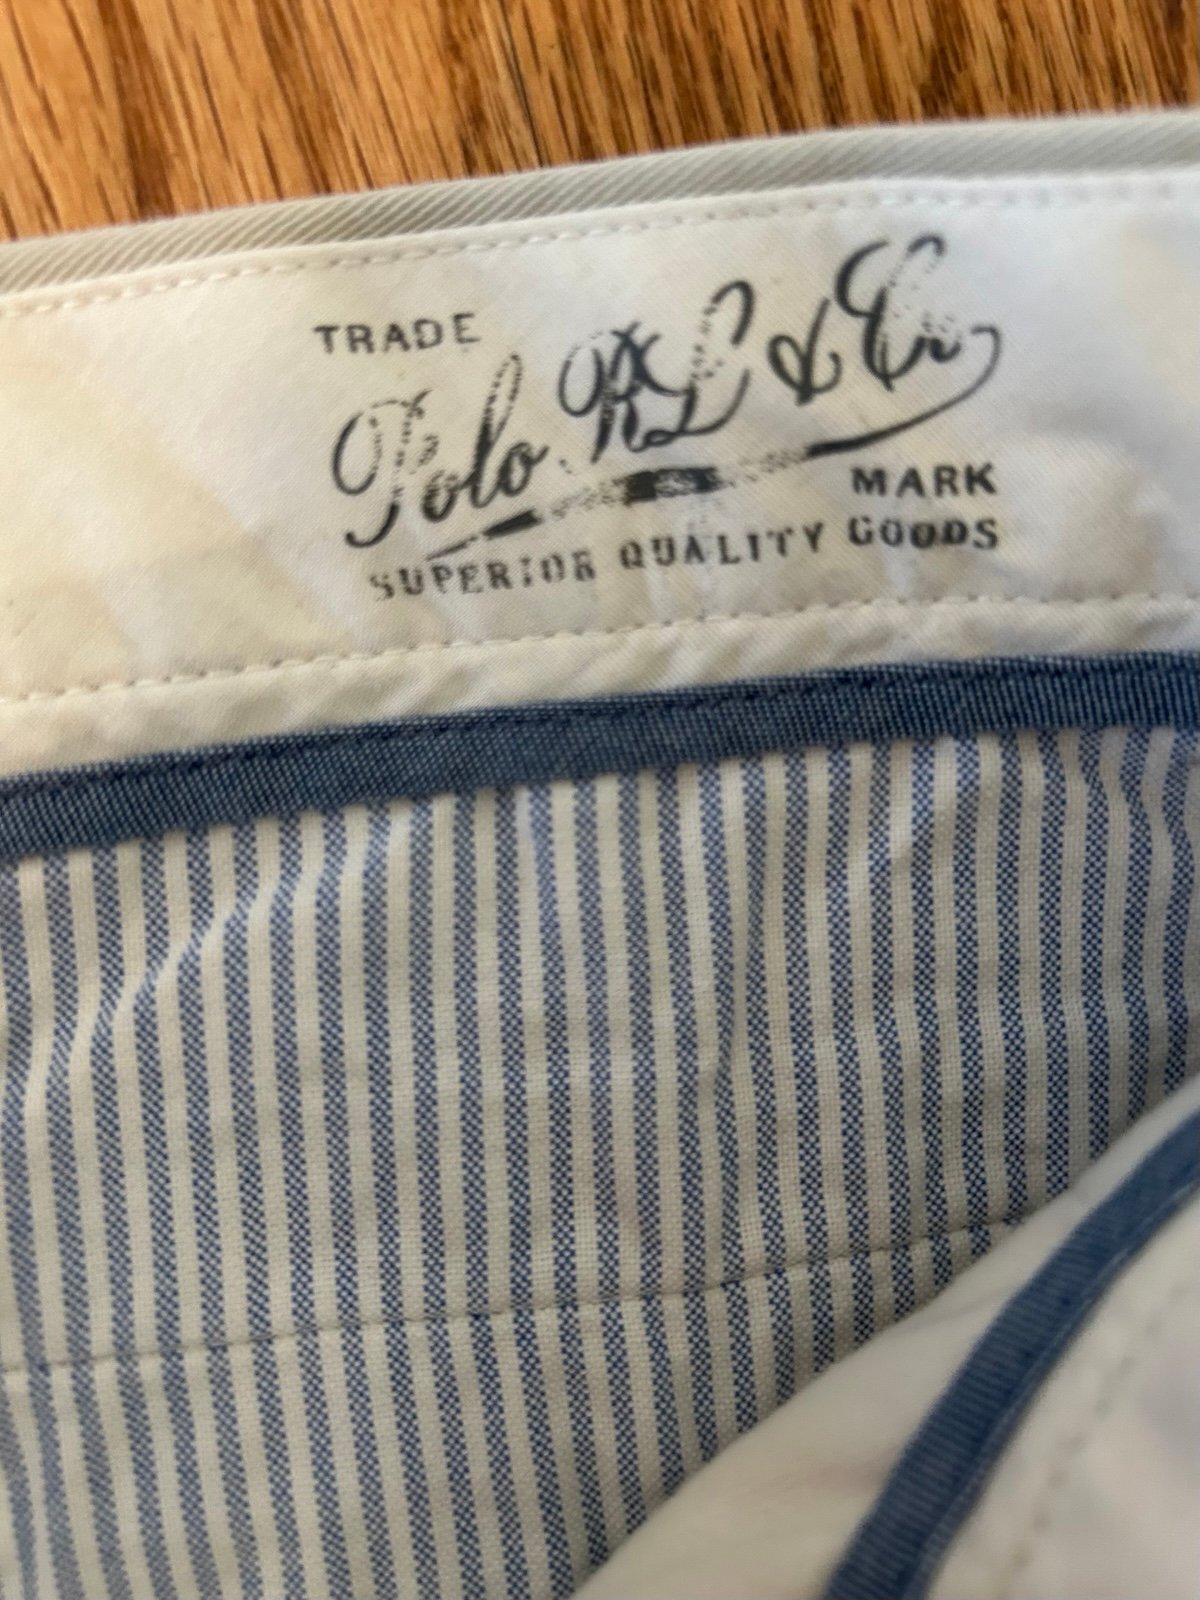 TRADE
Polo RL & Co.
MARK
SUPERIOR QUALITY GOODS